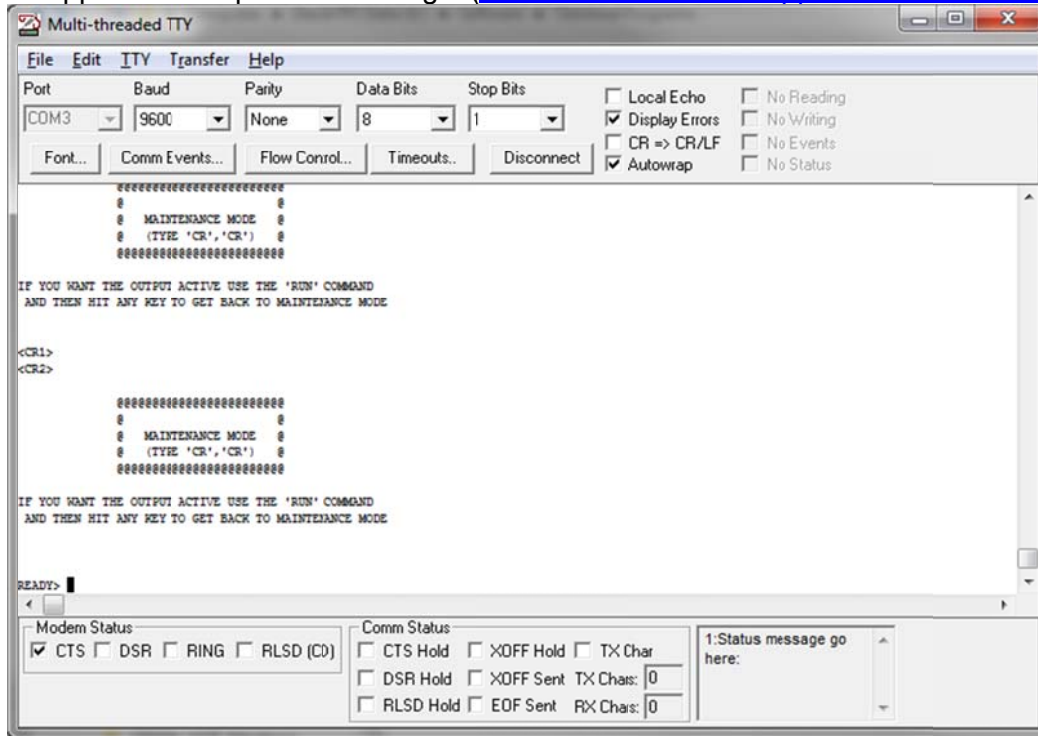 Multi-threaded TTY
File Edit TTY Transfer Help
Port Baud Parity Data Bits Stop Bits
COM3 9600 None 8 1
Local Echo No Reading
Display Errors No Writing
CR => CR/LF No Events
Autowrap No Status
Font... Comm Events... Flow Conrol... Timeouts.. Disconnect
@@@@@@@@@@@@@@@@@@@@@@@@
@ @
@ MAINTENANCE MODE @
@ (TYPE 'CR','CR') @
@@@@@@@@@@@@@@@@@@@@@@@@
IF YOU WANT THE OUTPUT ACTIVE USE THE 'RUN' COMMAND
AND THEN HIT ANY KEY TO GET BACK TO MAINTENANCE MODE
<CR1>
<CR2>
@@@@@@@@@@@@@@@@@@@@@@@@
@ @
@ MAINTENANCE MODE @
@ (TYPE 'CR','CR') @
@@@@@@@@@@@@@@@@@@@@@@@@
IF YOU WANT THE OUTPUT ACTIVE USE THE 'RUN' COMMAND
AND THEN HIT ANY KEY TO GET BACK TO MAINTENANCE MODE
READY>
Modem Status
CTS DSR RING RLSD (CD)
Comm Status
CTS Hold XOFF Hold TX Char
DSR Hold XOFF Sent TX Chars: 0
RLSD Hold EOF Sent RX Chars: 0
1:Status message go
here: